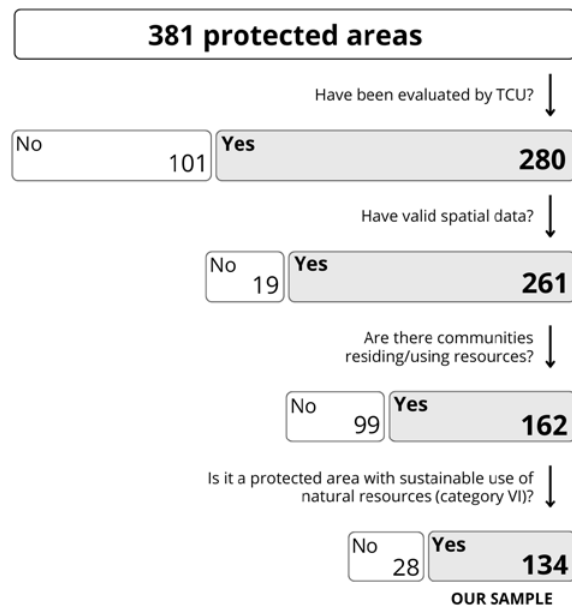 381 protected areas
Have been evaluated by TCU?
No
101
Yes
280
Have valid spatial data?
No
19
Yes
261
Are there communities
residing/using resources?
No
99
Yes
162
Is it a protected area with sustainable use of
natural resources (category VI)?
No
28
Yes
134
OUR SAMPLE